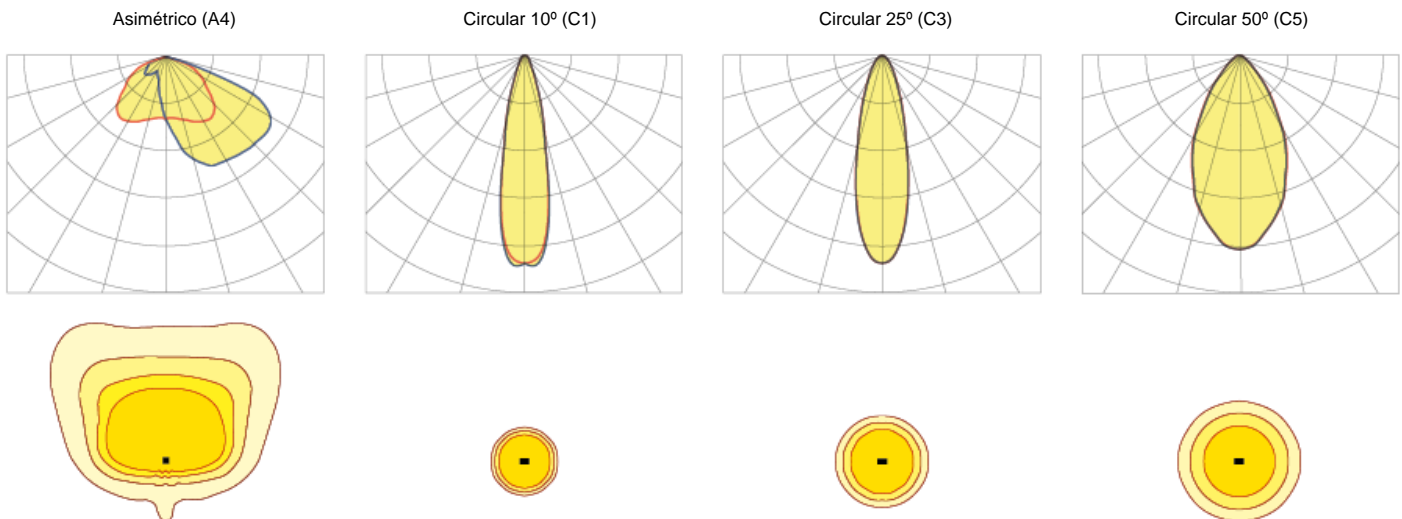 Asimétrico (A4)
Circular 10º (C1)
Circular 25º (C3)
Circular 50º (C5)